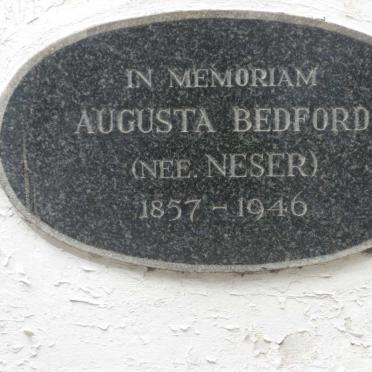 IN MEMORIAM
AUGUSTA BEDFORD
(NEE. NESER)
1857 - 1946